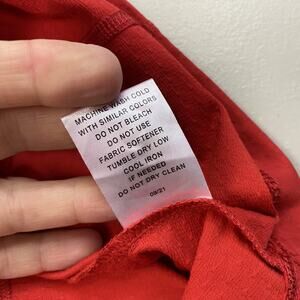 MACHINE WASH COLD
WITH SIMILAR COLORS
DO NOT BLEACH
DO NOT USE
FABRIC SOFTENER
TUMBLE DRY LOW
COOL IRON
IF NEEDED
DO NOT DRY CLEAN
09/21